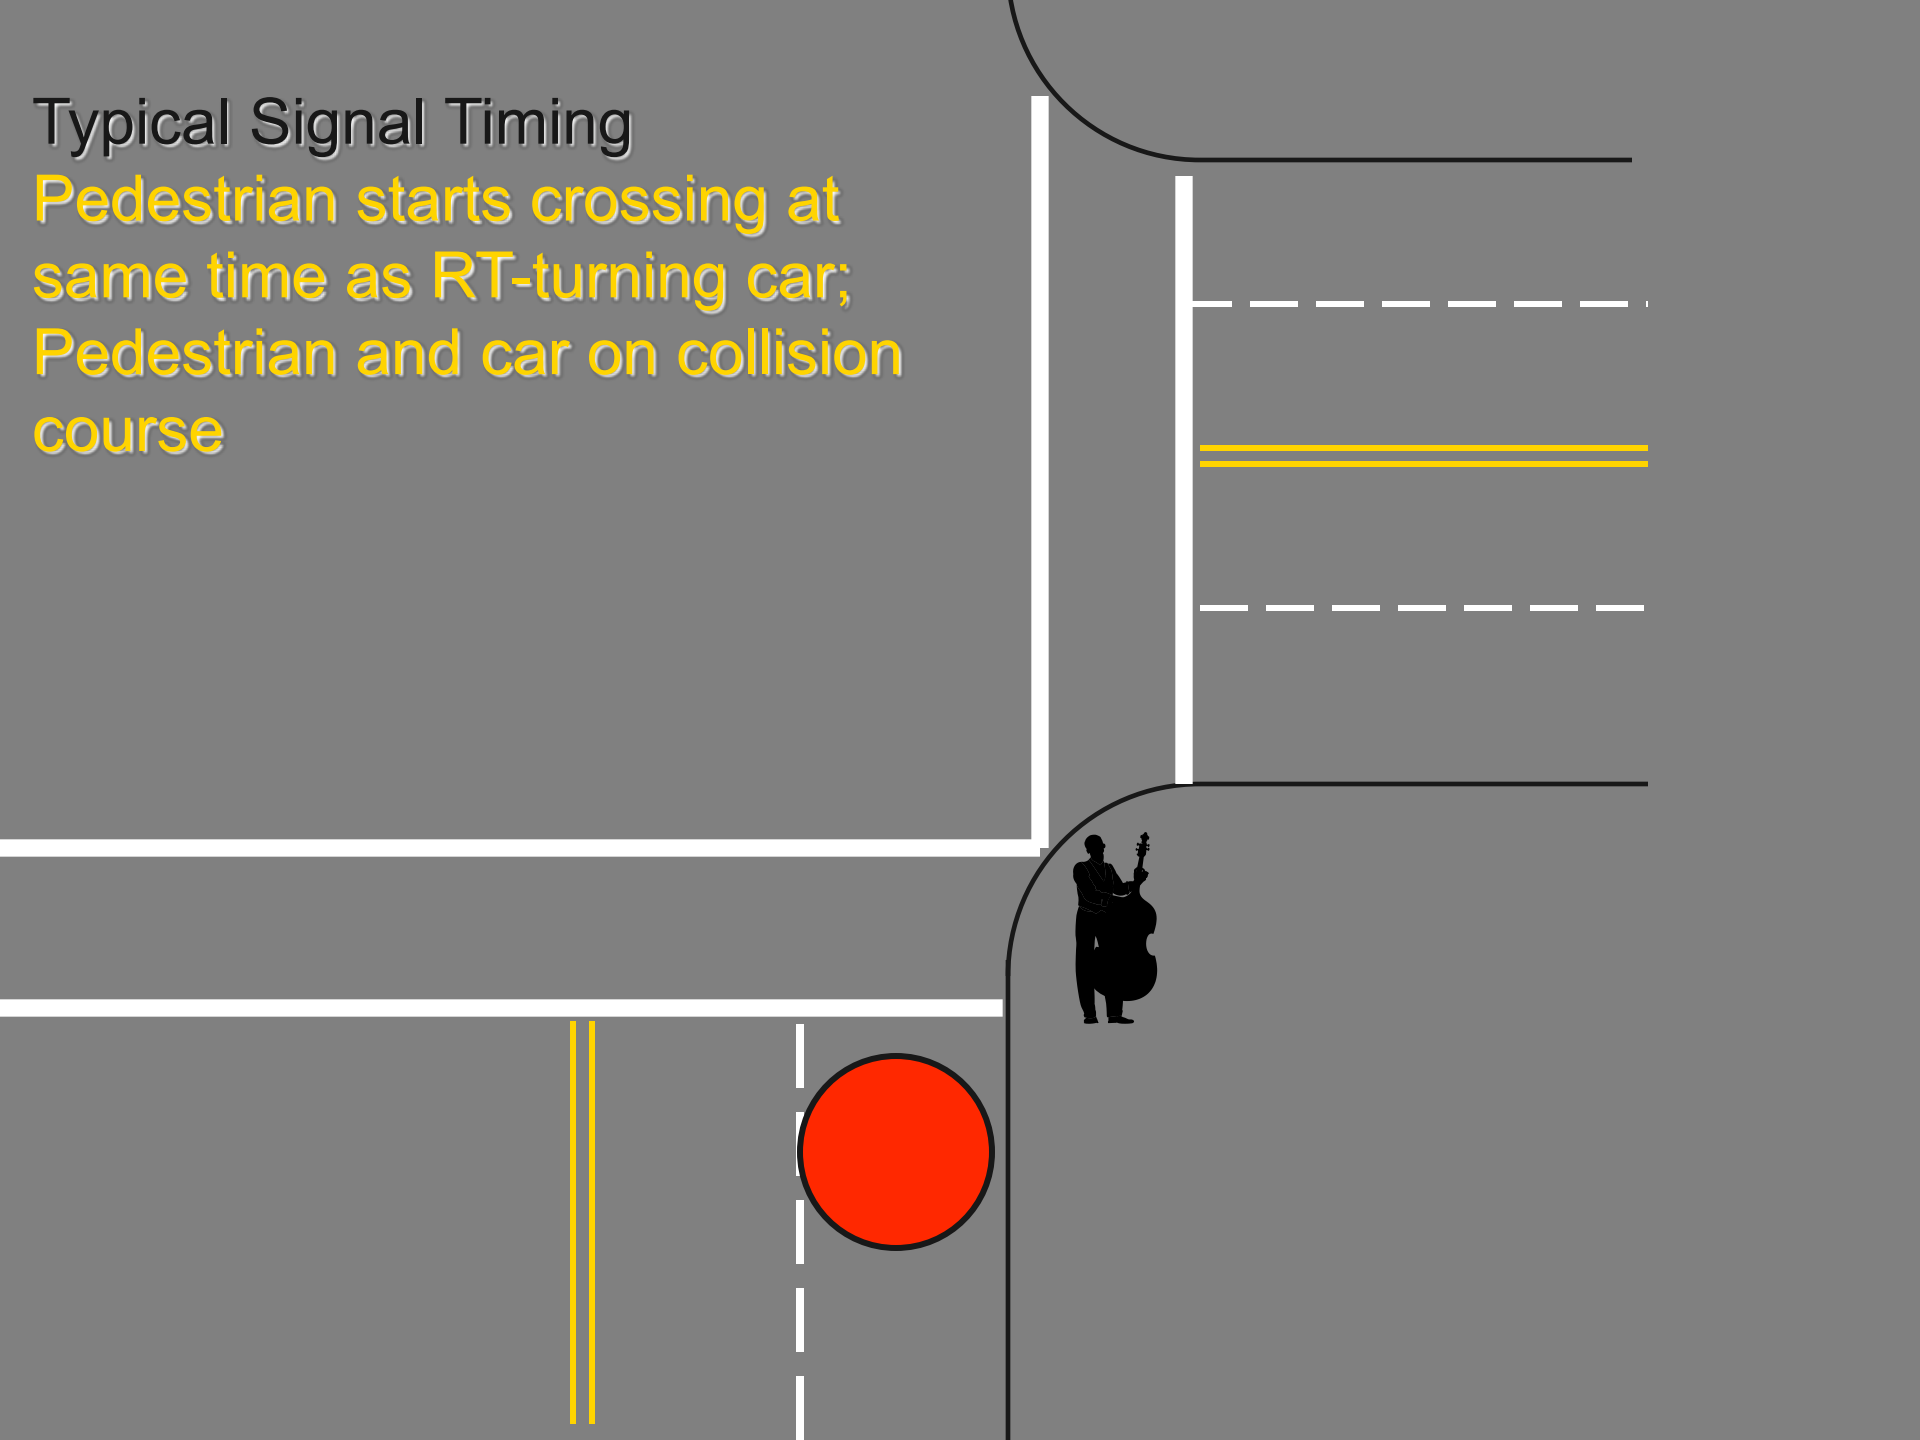 Typical Signal Timing
Pedestrian starts crossing at
same time as RT-turning car;
Pedestrian and car on collision
course